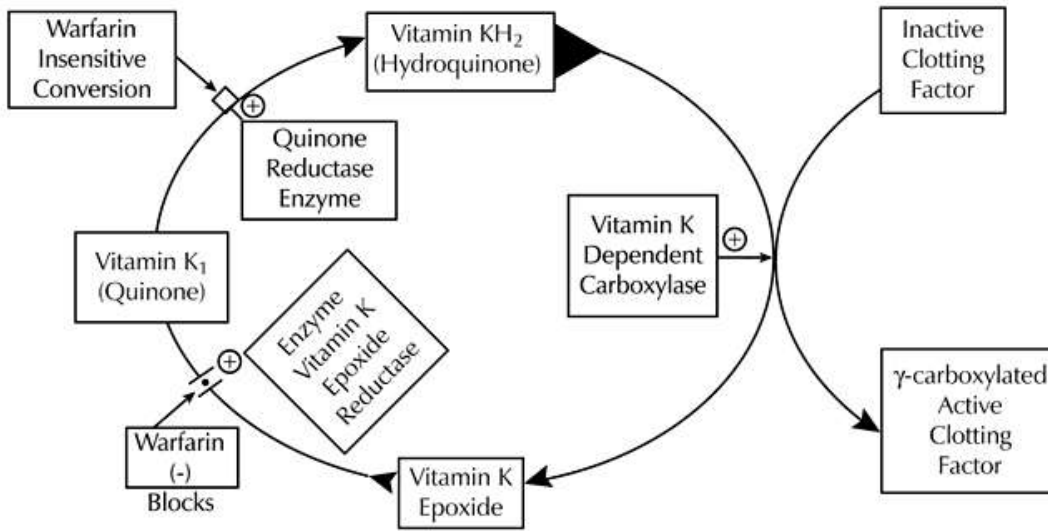 Warfarin
Insensitive
Conversion
Vitamin KH₂
(Hydroquinone)
Inactive
Clotting
Factor
+
Quinone
Reductase
Enzyme
Vitamin K₁
(Quinone)
Vitamin K
Dependent
Carboxylase
+
+
Enzyme
Vitamin K
Epoxide
Reductase
Warfarin
(-)
Blocks
Vitamin K
Epoxide
γ-carboxylated
Active
Clotting
Factor